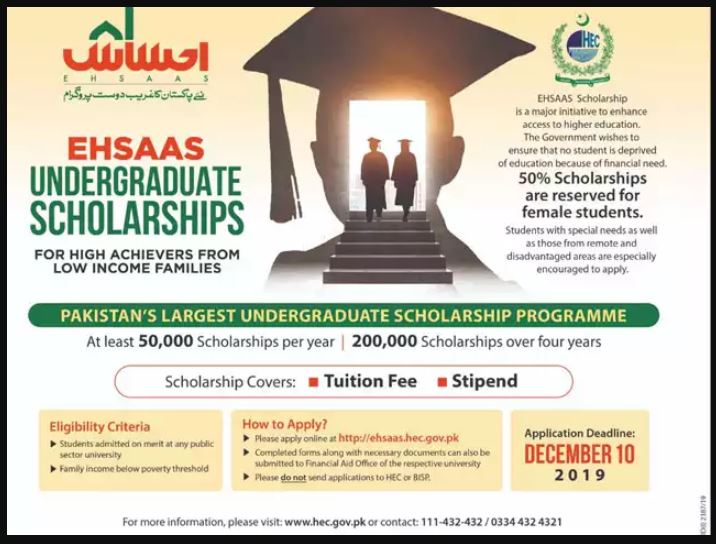 احساس
E H S A A S
نئے پاکستان کا غریب دوست پروگرام
EHSAAS
UNDERGRADUATE
SCHOLARSHIPS
FOR HIGH ACHIEVERS FROM
LOW INCOME FAMILIES
HEC
EHSAAS Scholarship
is a major initiative to enhance
access to higher education.
The Government wishes to
ensure that no student is deprived
of education because of financial need.
50% Scholarships
are reserved for
female students.
Students with special needs as well
as those from remote and
disadvantaged areas are especially
encouraged to apply.
PAKISTAN'S LARGEST UNDERGRADUATE SCHOLARSHIP PROGRAMME
At least 50,000 Scholarships per year | 200,000 Scholarships over four years
Scholarship Covers: ■ Tuition Fee ■ Stipend
Eligibility Criteria
▶ Students admitted on merit at any public
sector university
▶ Family income below poverty threshold
How to Apply?
▶ Please apply online at http://ehsaas.hec.gov.pk
▶ Completed forms along with necessary documents can also be
submitted to Financial Aid Office of the respective university
▶ Please do not send applications to HEC or BISP.
Application Deadline:
DECEMBER 10
2019
For more information, please visit: www.hec.gov.pk or contact: 111-432-432 / 0334 432 4321